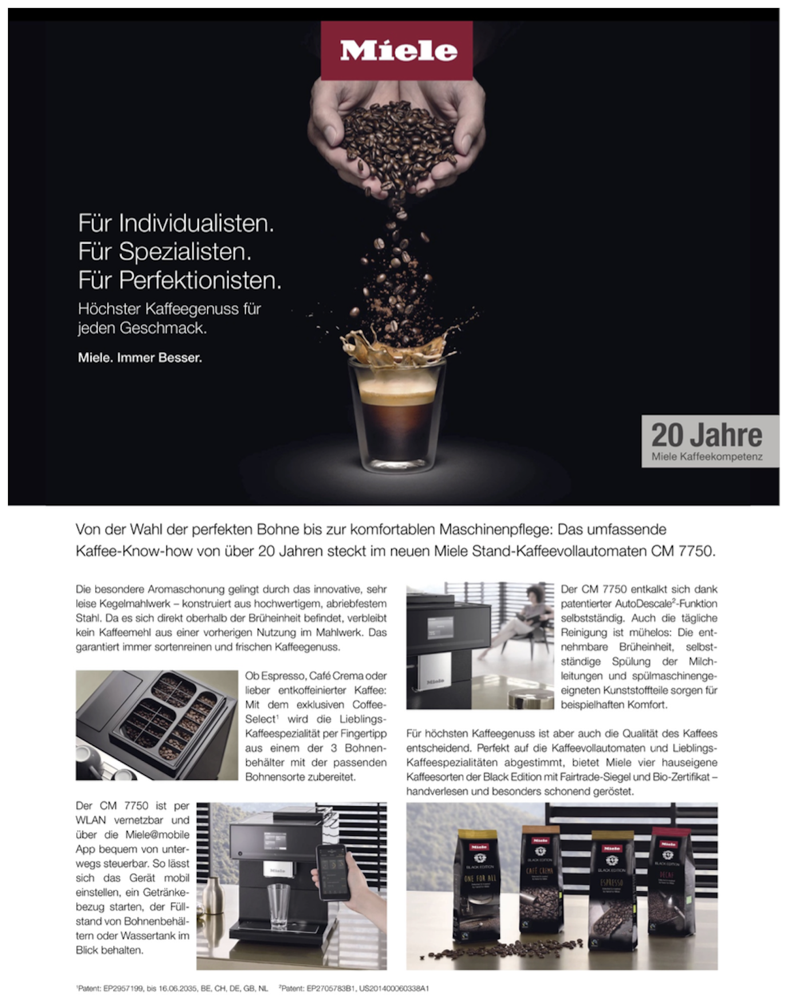 Miele
Für Individualisten.
Für Spezialisten.
Für Perfektionisten.
Höchster Kaffeegenuss für
jeden Geschmack.
Miele. Immer Besser.
20 Jahre
Miele Kaffeekompetenz
Von der Wahl der perfekten Bohne bis zur komfortablen Maschinenpflege: Das umfassende
Kaffee-Know-how von über 20 Jahren steckt im neuen Miele Stand-Kaffeevollautomaten CM 7750.
Die besondere Aromaschonung gelingt durch das innovative, sehr
leise Kegelmahlwerk – konstruiert aus hochwertigem, abriebfestem
Stahl. Da es sich direkt oberhalb der Brüheinheit befindet, verbleibt
kein Kaffeemehl aus einer vorherigen Nutzung im Mahlwerk. Das
garantiert immer sortenreinen und frischen Kaffeegenuss.
Ob Espresso, Café Crema oder
lieber entkoffeinierter Kaffee:
Mit dem exklusiven Coffee-
Select¹ wird die Lieblings-
Kaffeespezialität per Fingertipp
aus einem der 3 Bohnen-
behälter mit der passenden
Bohnensorte zubereitet.
Der CM 7750 ist per
WLAN vernetzbar und
über die Miele@mobile
App bequem von unter-
wegs steuerbar. So lässt
sich das Gerät mobil
einstellen, ein Getränke-
bezug starten, der Füll-
stand von Bohnenbehäl-
tern oder Wassertank im
Blick behalten.
Miele
Miele
Der CM 7750 entkalkt sich dank
patentierter AutoDescale²-Funktion
selbstständig. Auch die tägliche
Reinigung ist mühelos: Die ent-
nehmbare Brüheinheit, selbst-
ständige Spülung der Milch-
leitungen und spülmaschinenge-
eigneten Kunststoffteile sorgen für
beispielhaften Komfort.
Für höchsten Kaffeegenuss ist aber auch die Qualität des Kaffees
entscheidend. Perfekt auf die Kaffeevollautomaten und Lieblings-
Kaffeespezialitäten abgestimmt, bietet Miele vier hauseigene
Kaffeesorten der Black Edition mit Fairtrade-Siegel und Bio-Zertifikat –
handverlesen und besonders schonend geröstet.
Miele
BLACK EDITION
ONE FOR ALL
Miele
BLACK EDITION
CAFÉ CREMA
Miele
BLACK EDITION
ESPRESSO
Miele
BLACK EDITION
DECAF
¹Patent: EP2957199, bis 16.06.2035, BE, CH, DE, GB, NL ²Patent: EP2705783B1, US201400060338A1